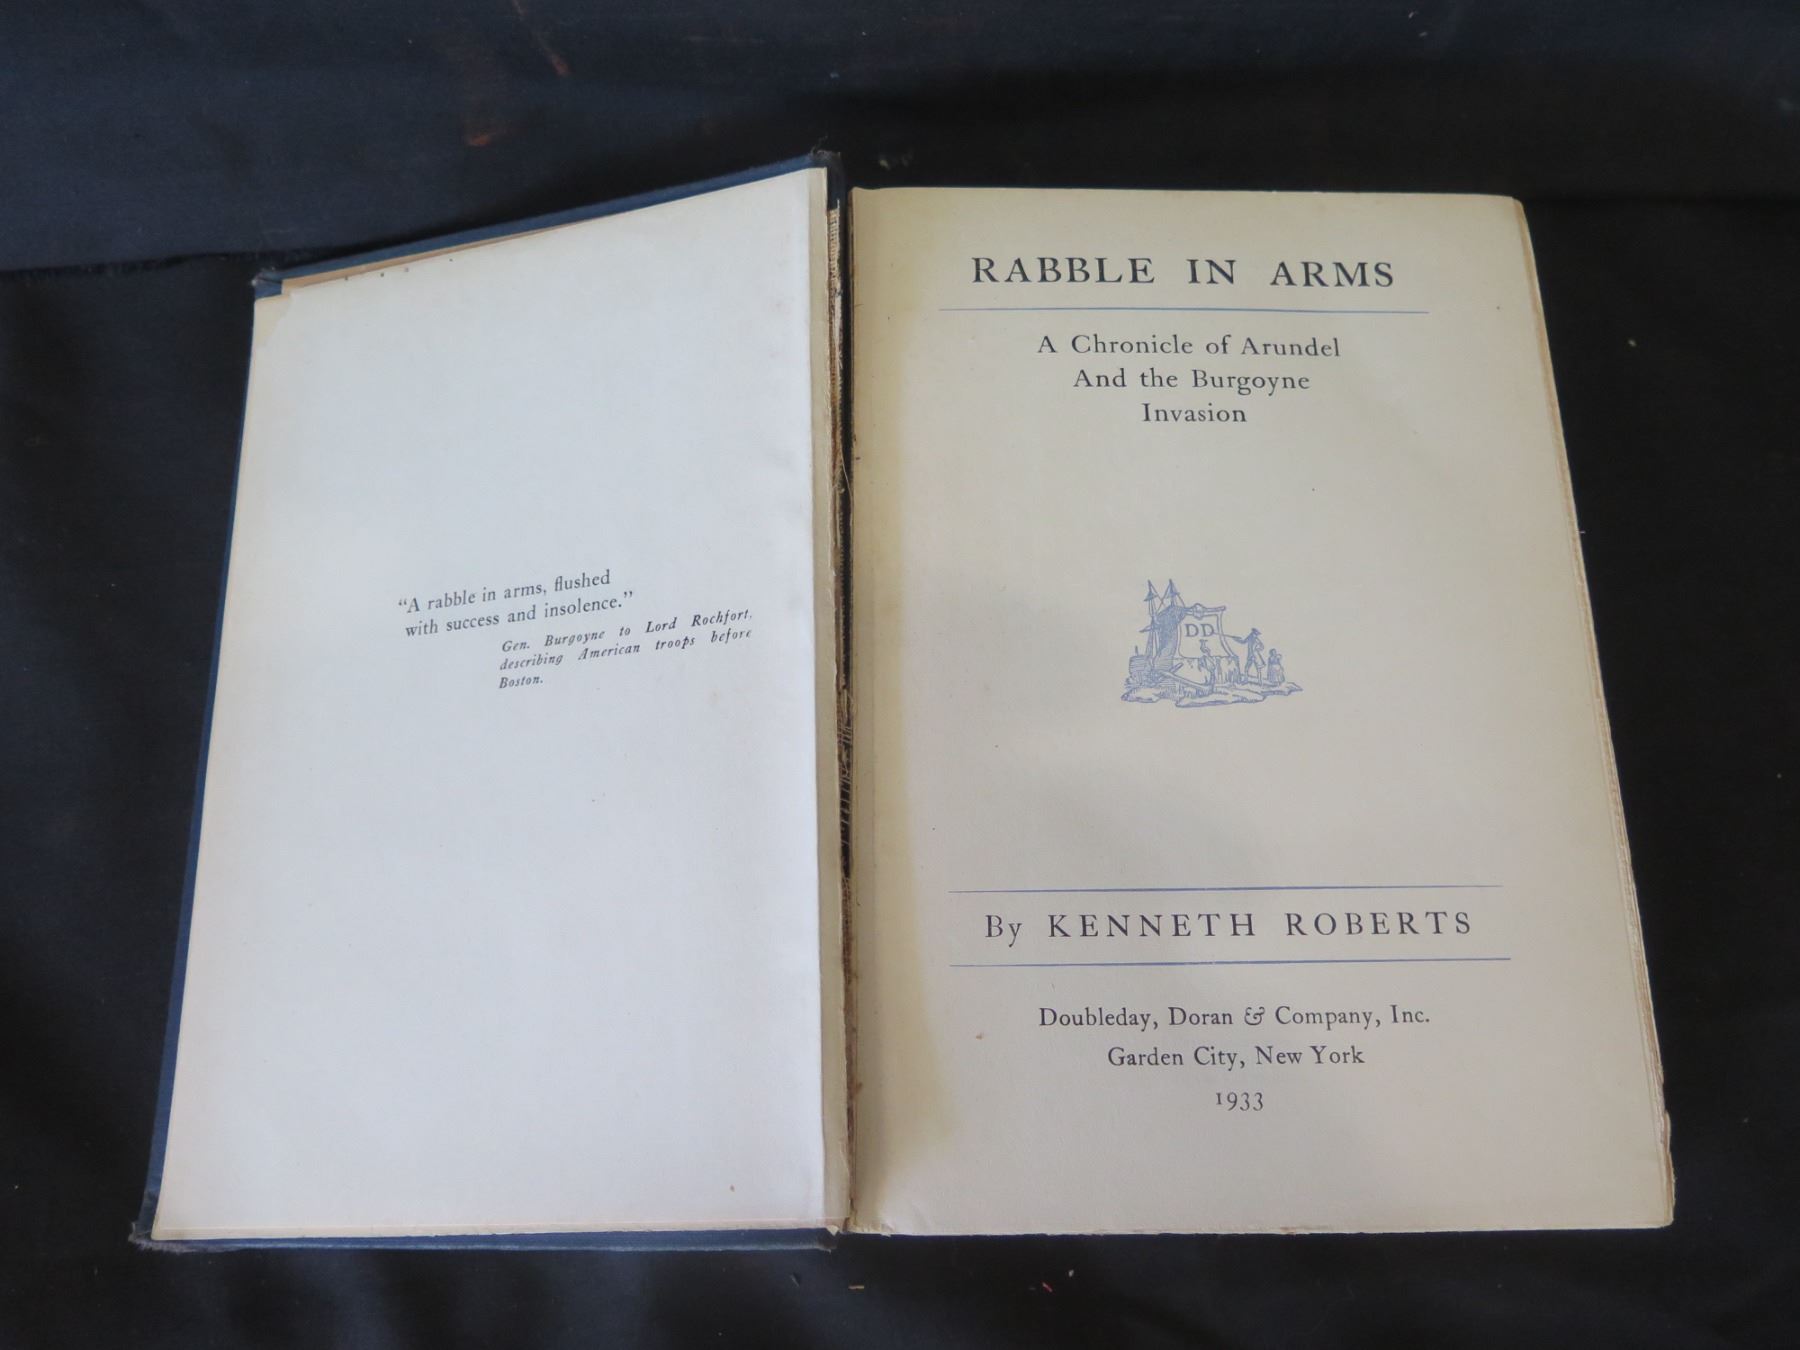 “A rabble in arms, flushed
with success and insolence.”
Gen. Burgoyne to Lord Rochfort,
describing American troops before
Boston.
RABBLE IN ARMS
A Chronicle of Arundel
And the Burgoyne
Invasion
DD
By KENNETH ROBERTS
Doubleday, Doran & Company, Inc.
Garden City, New York
1933